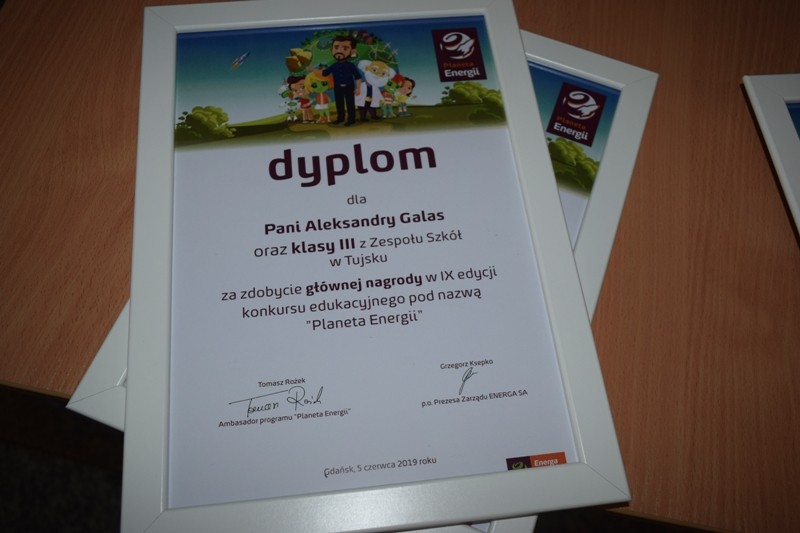 Planeta
Energii
dyplom
dla
Pani Aleksandry Galas
oraz klasy III z Zespołu Szkół
w Tujsku
za zdobycie głównej nagrody w IX edycji
konkursu edukacyjnego pod nazwą
"Planeta Energii"
Tomasz Rożek
Ambasador programu "Planeta Energii"
Grzegorz Ksepko
p.o. Prezesa Zarządu ENERGA SA
Gdańsk, 5 czerwca 2019 roku
Energa
Planeta
Energii